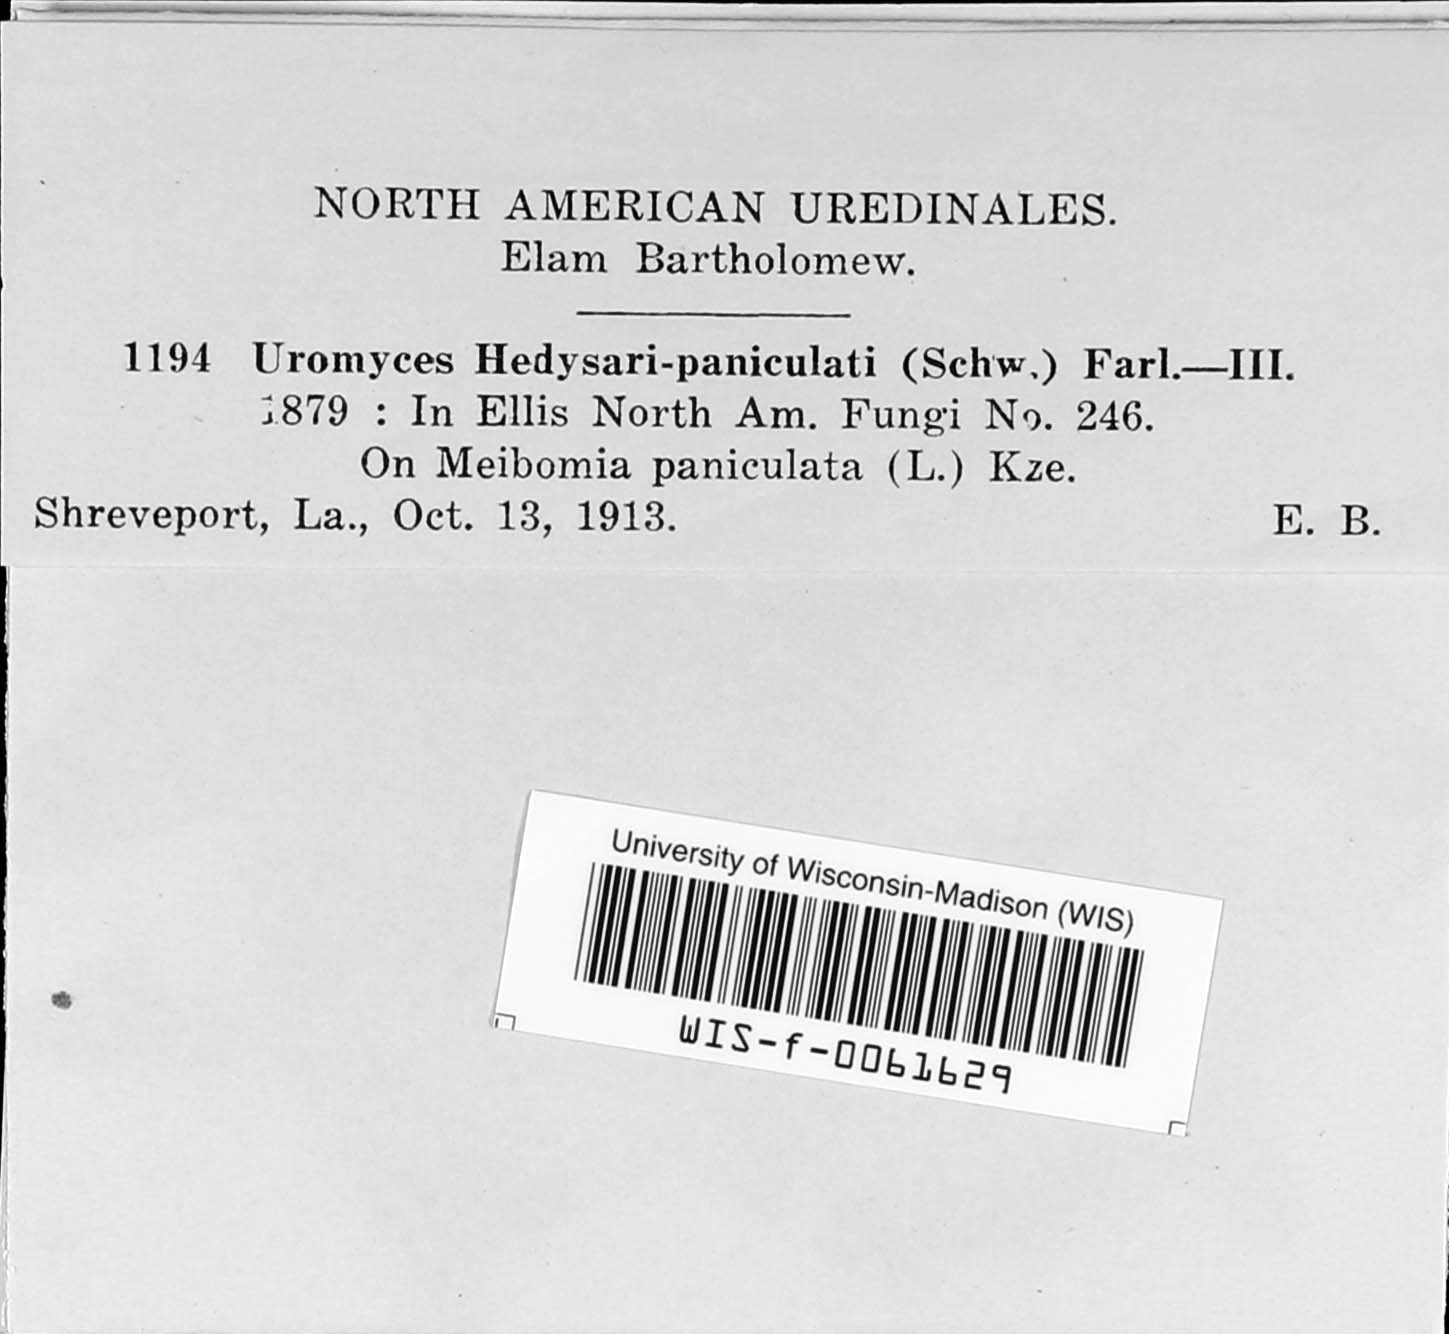 NORTH AMERICAN UREDINALES.
Elam Bartholomew.
1194 Uromyces Hedysari-paniculati (Schw.) Farl.—III.
1879 : In Ellis North Am. Fungi No. 246.
On Meibomia paniculata (L.) Kze.
Shreveport, La., Oct. 13, 1913. E. B.
University of Wisconsin-Madison (WIS)
WIS-f-0061629